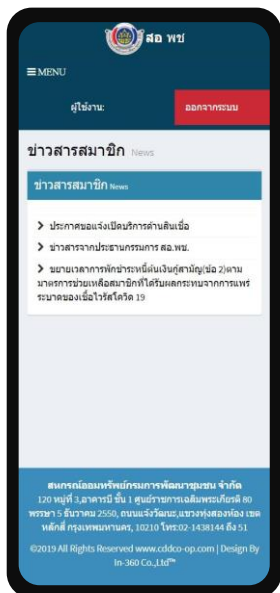 สอ พช
MENU
ผู้ใช้งาน:
ออกจากระบบ
ข่าวสารสมาชิก News
ข่าวสารสมาชิก News
ประกาศขอแจ้งเปิดบริการด้านสินเชื่อ
ข่าวสารจากประธานกรรมการ สอ.พช.
ขยายเวลาการพักชำระหนี้ต้นเงินกู้สามัญ(ข้อ 2)ตาม
มาตรการช่วยเหลือสมาชิกที่ได้รับผลกระทบจากการแพร่
ระบาดของเชื้อไวรัสโควิด 19
สหกรณ์ออมทรัพย์กรมการพัฒนาชุมชน จำกัด
120 หมู่ที่ 3,อาคารบี ชั้น 1 ศูนย์ราชการเฉลิมพระเกียรติ 80
พรรษา 5 ธันวาคม 2550, ถนนแจ้งวัฒนะ,แขวงทุ่งสองห้อง เขต
หลักสี่ กรุงเทพมหานคร, 10210 โทร:02-1438144 ถึง 51
©2019 All Rights Reserved www.cddco-op.com | Design By
in-360 Co.,Ltd™